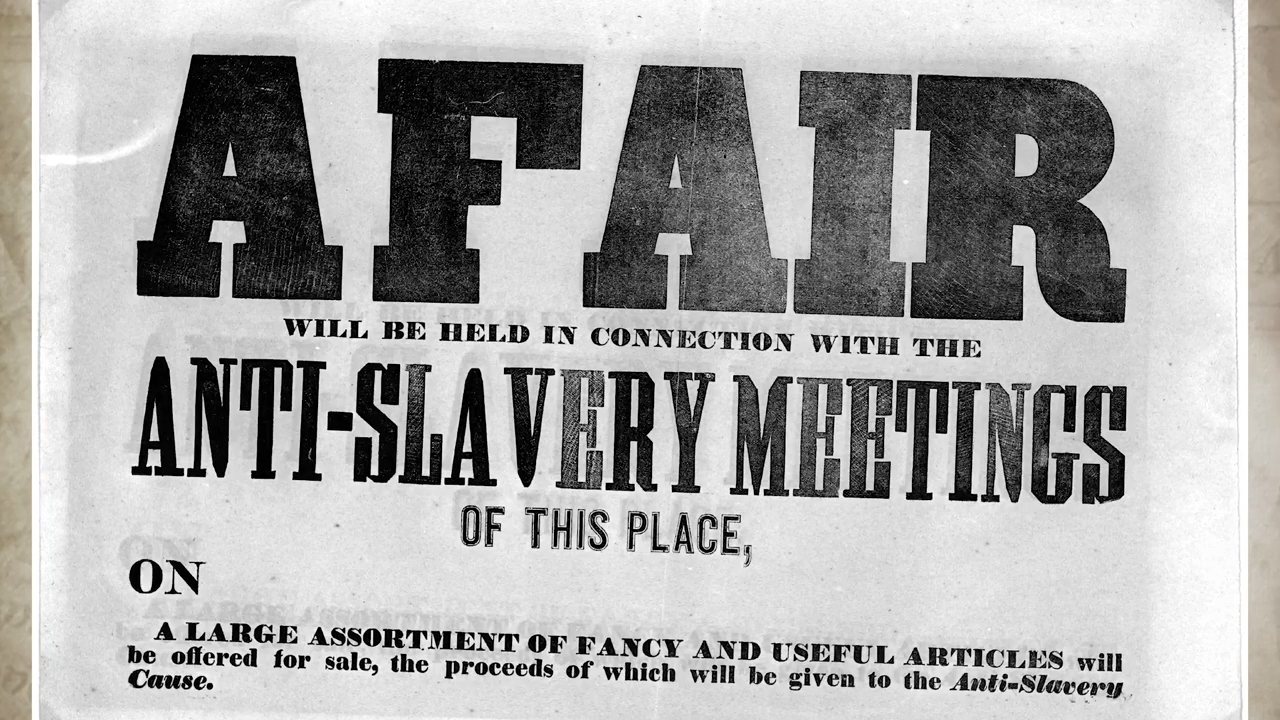 A FAIR
WILL BE HELD IN CONNECTION WITH THE
ANTI-SLAVERY MEETINGS
OF THIS PLACE,
ON
A LARGE ASSORTMENT OF FANCY AND USEFUL ARTICLES will
be offered for sale, the proceeds of which will be given to the Anti-Slavery
Cause.